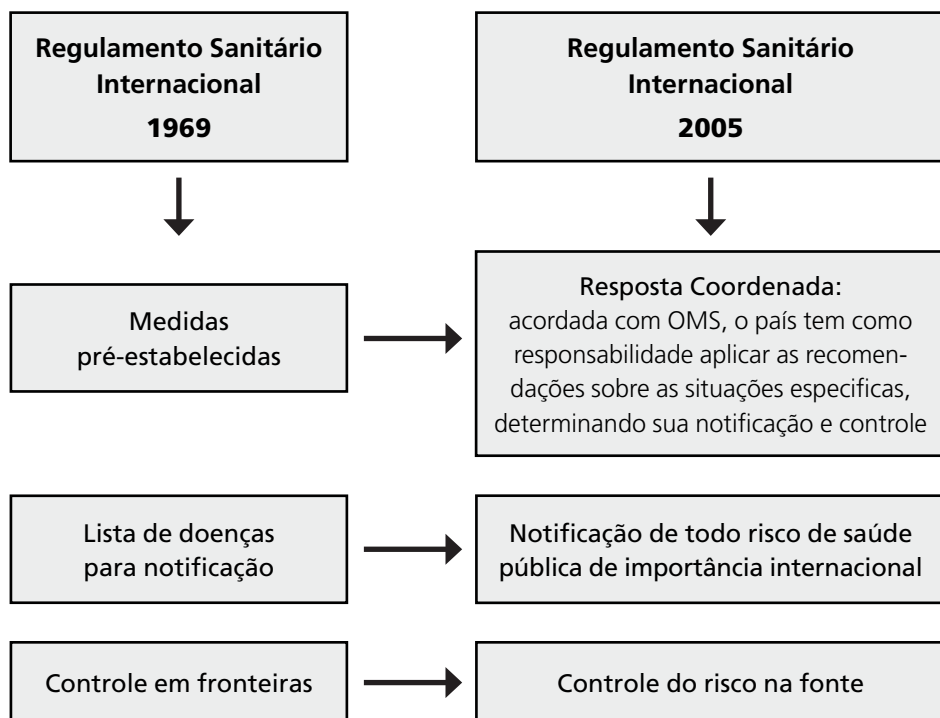 Regulamento Sanitário
Internacional
1969
Regulamento Sanitário
Internacional
2005
Medidas
pré-estabelecidas
Resposta Coordenada:
acordada com OMS, o país tem como
responsabilidade aplicar as recomen-
dações sobre as situações especificas,
determinando sua notificação e controle
Lista de doenças
para notificação
Notificação de todo risco de saúde
pública de importância internacional
Controle em fronteiras
Controle do risco na fonte